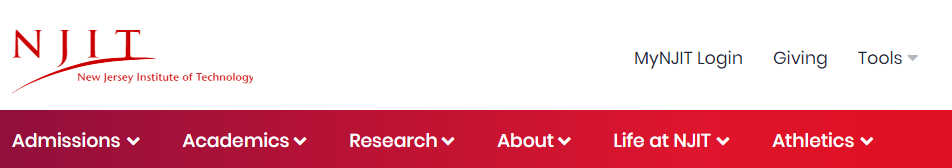 NJIT
New Jersey Institute of Technology
MyNJIT Login Giving Tools
Admissions Academics Research About Life at NJIT Athletics